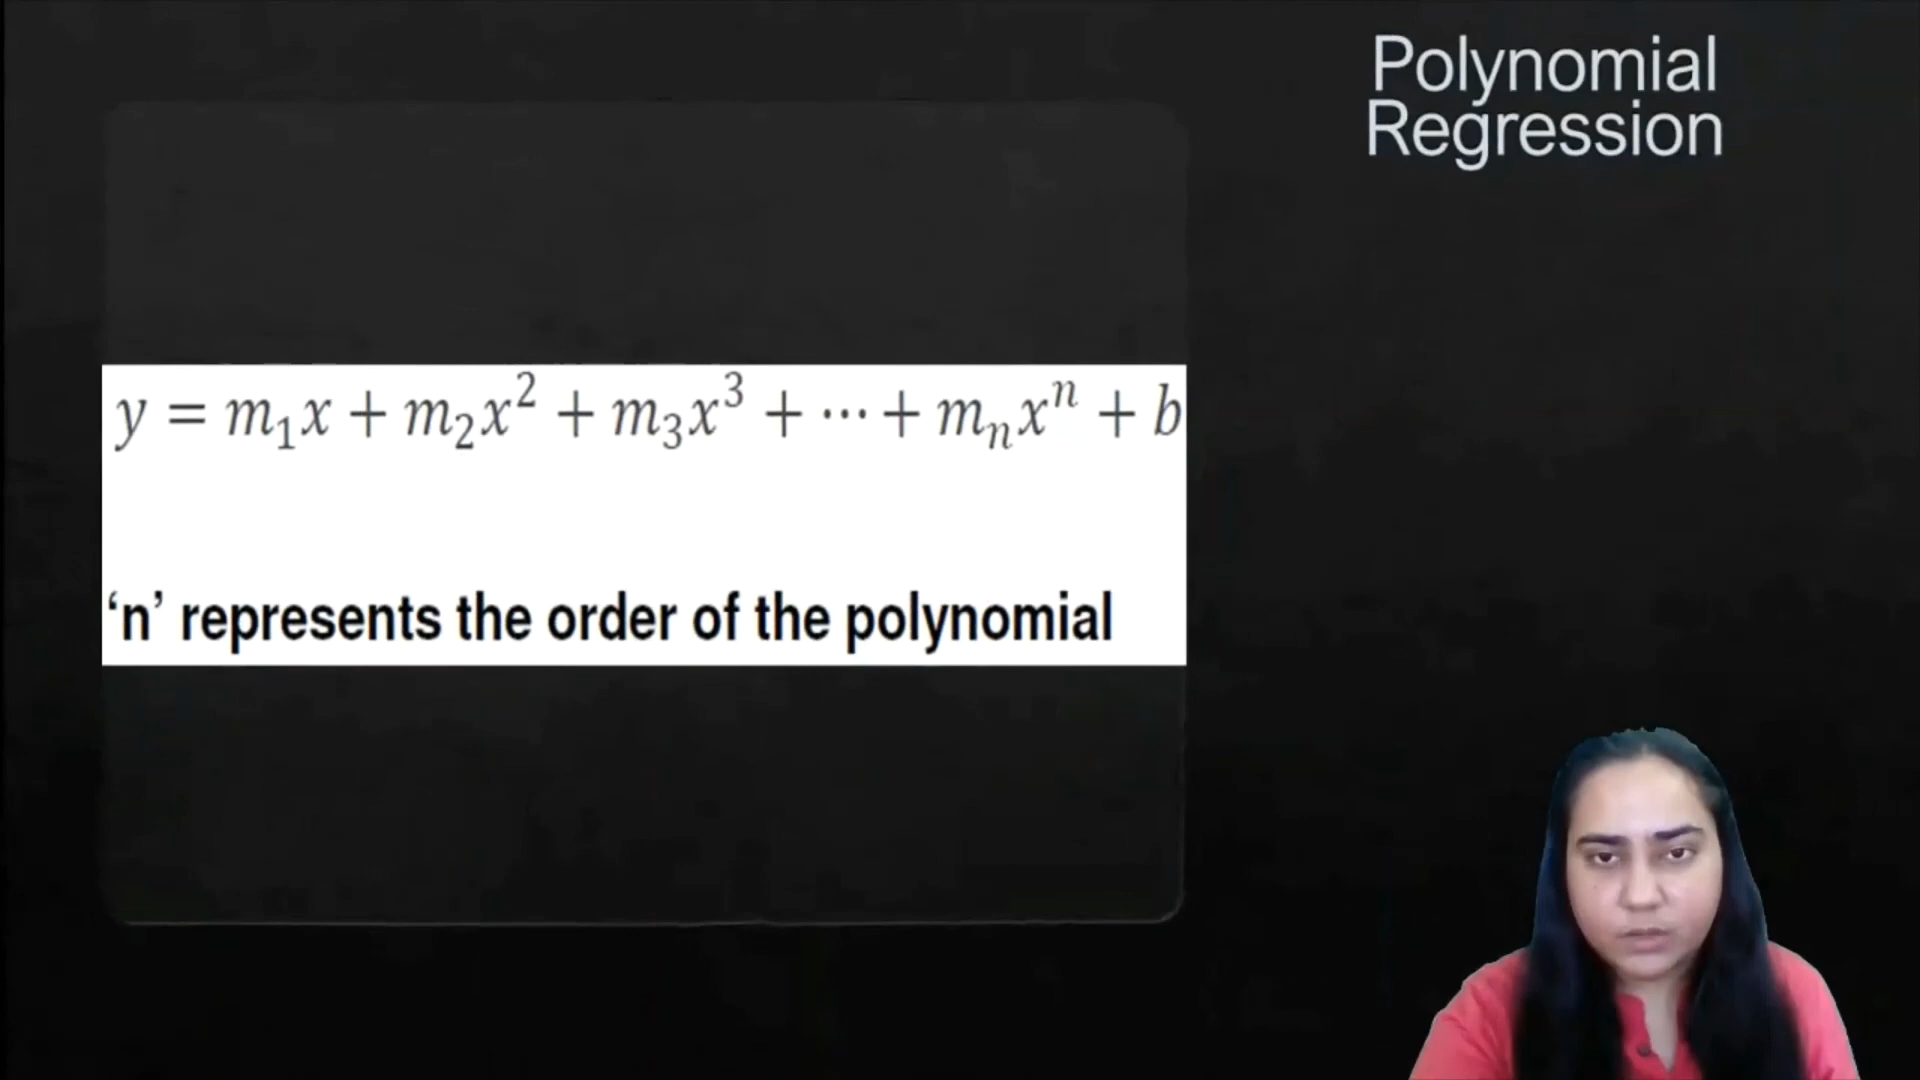 Polynomial
Regression
y = m₁x + m₂x² + m₃x³ + ⋯ + mₙxⁿ + b
‘n’ represents the order of the polynomial